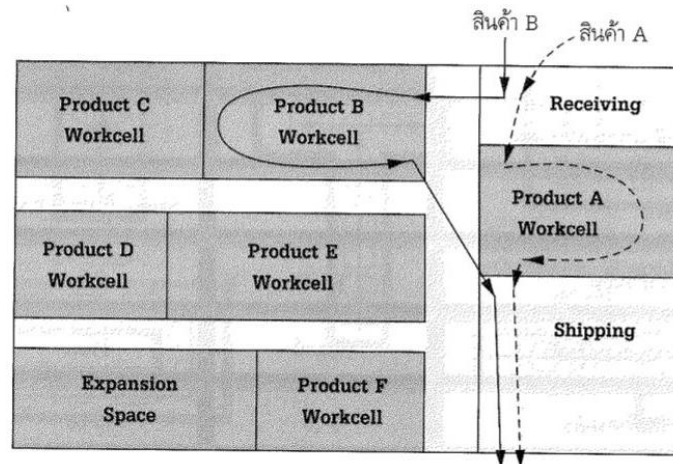 สินค้า B
สินค้า A
Product C
Workcell
Product B
Workcell
Receiving
Product A
Workcell
Product D
Workcell
Product E
Workcell
Shipping
Expansion
Space
Product F
Workcell